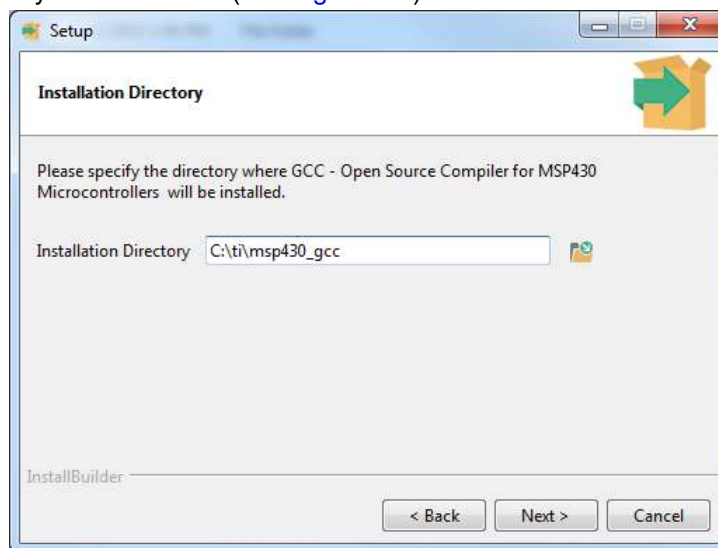 Setup
Installation Directory
Please specify the directory where GCC - Open Source Compiler for MSP430
Microcontrollers will be installed.
Installation Directory C:\ti\msp430_gcc
InstallBuilder
< Back Next > Cancel